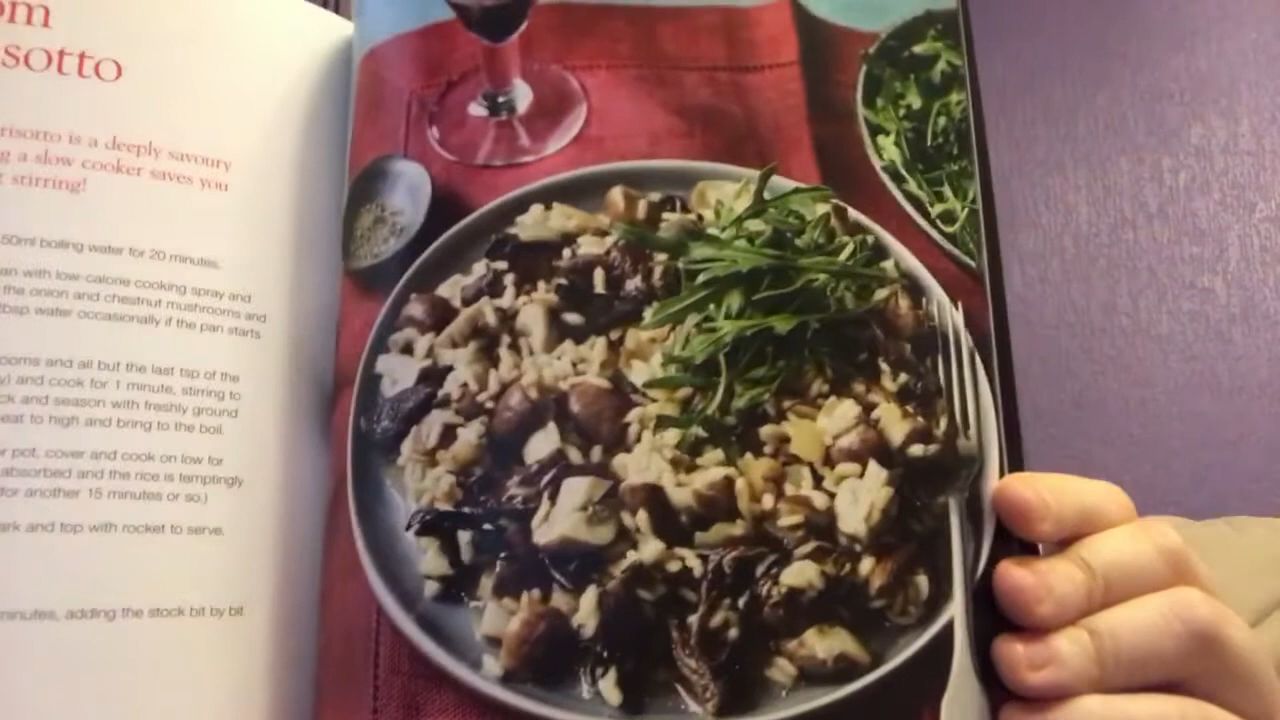 om
sotto
risotto is a deeply savoury
g a slow cooker saves you
t stirring!
50ml boiling water for 20 minutes.
an with low-calorie cooking spray and
the onion and chestnut mushrooms and
tbsp water occasionally if the pan starts
ooms and all but the last tsp of the
y) and cook for 1 minute, stirring to
ck and season with freshly ground
eat to high and bring to the boil.
r pot, cover and cook on low for
absorbed and the rice is temptingly
for another 15 minutes or so.)
ark and top with rocket to serve.
minutes, adding the stock bit by bit